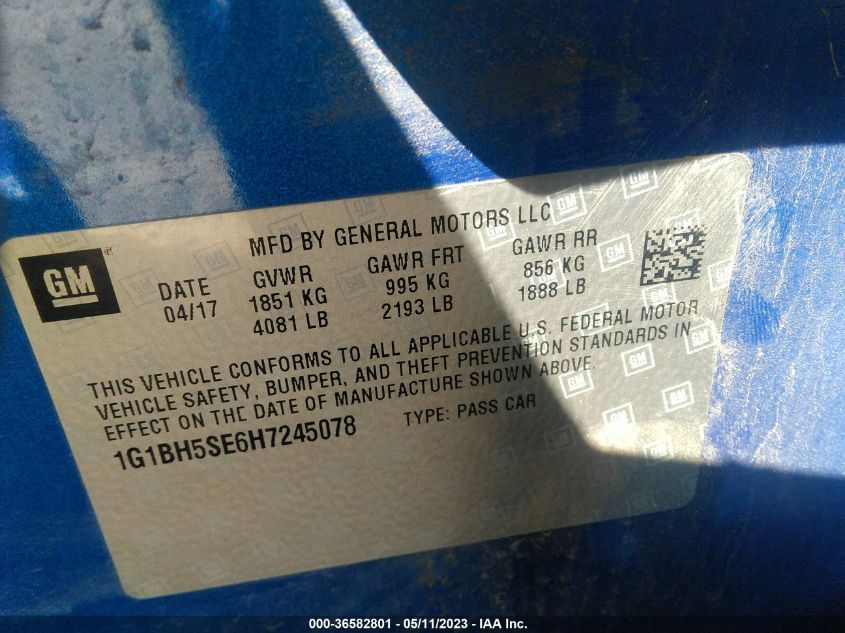 MFD BY GENERAL MOTORS LLC
GM
DATE GVWR GAWR FRT GAWR RR
04/17 1851 KG 995 KG 856 KG
4081 LB 2193 LB 1888 LB
THIS VEHICLE CONFORMS TO ALL APPLICABLE U.S. FEDERAL MOTOR
VEHICLE SAFETY, BUMPER, AND THEFT PREVENTION STANDARDS IN
EFFECT ON THE DATE OF MANUFACTURE SHOWN ABOVE.
1G1BH5SE6H7245078 TYPE: PASS CAR
000-36582801 - 05/11/2023 - IAA Inc.